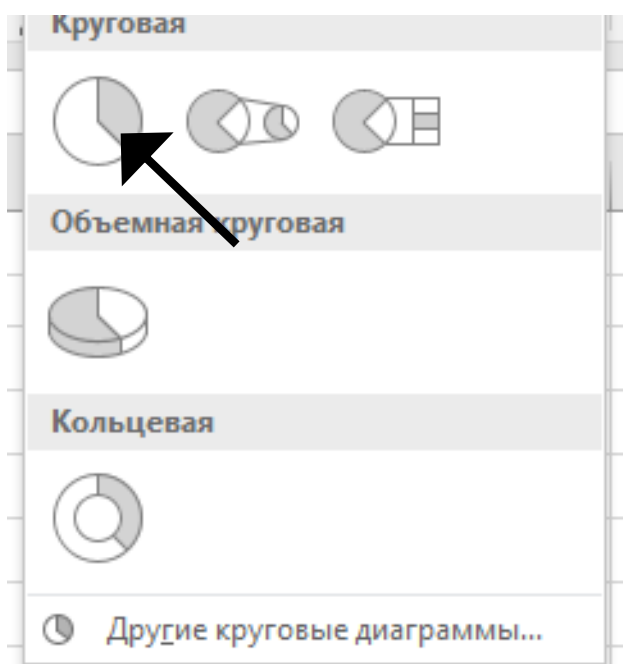 Круговая
Объемная круговая
Кольцевая
Другие круговые диаграммы...